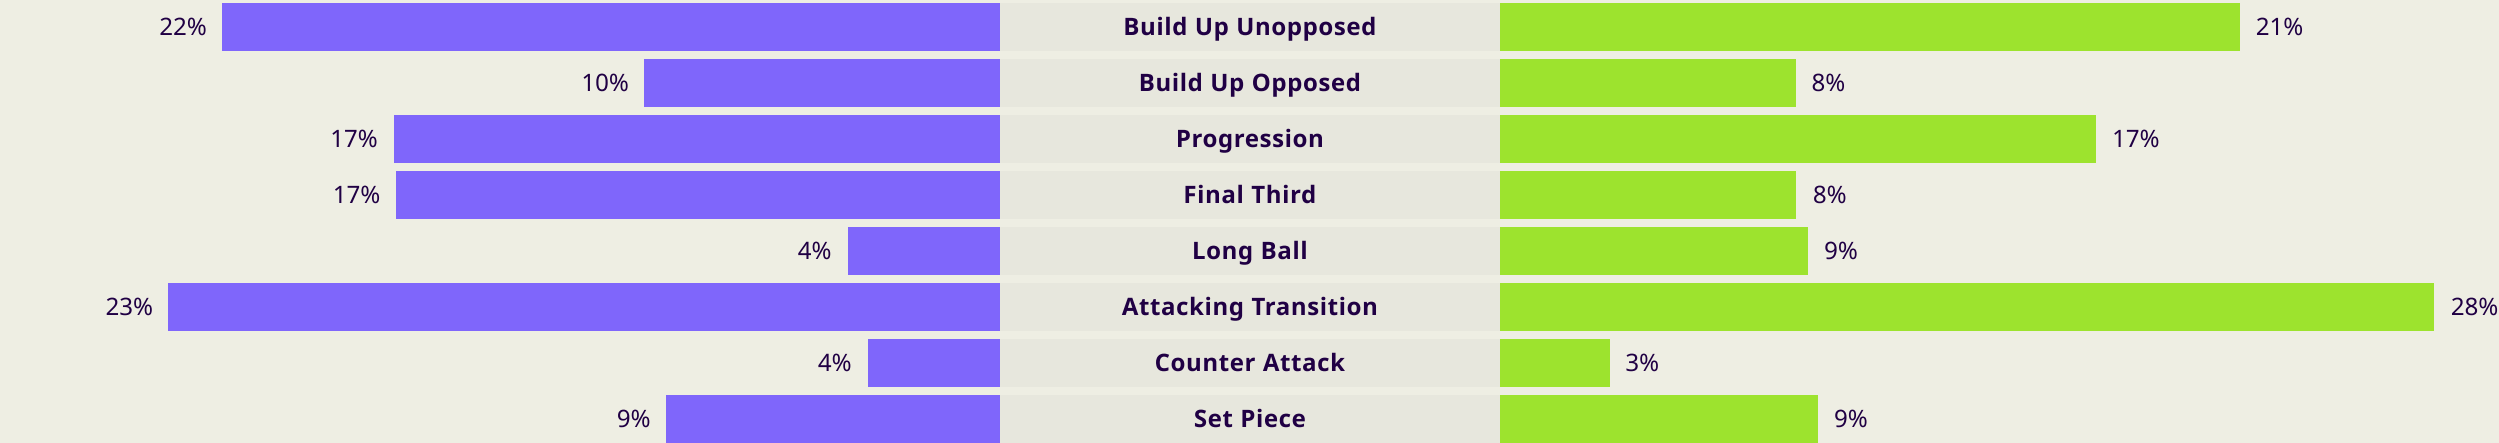 22% Build Up Unopposed 21%
10% Build Up Opposed 8%
17% Progression 17%
17% Final Third 8%
4% Long Ball 9%
23% Attacking Transition 28%
4% Counter Attack 3%
9% Set Piece 9%